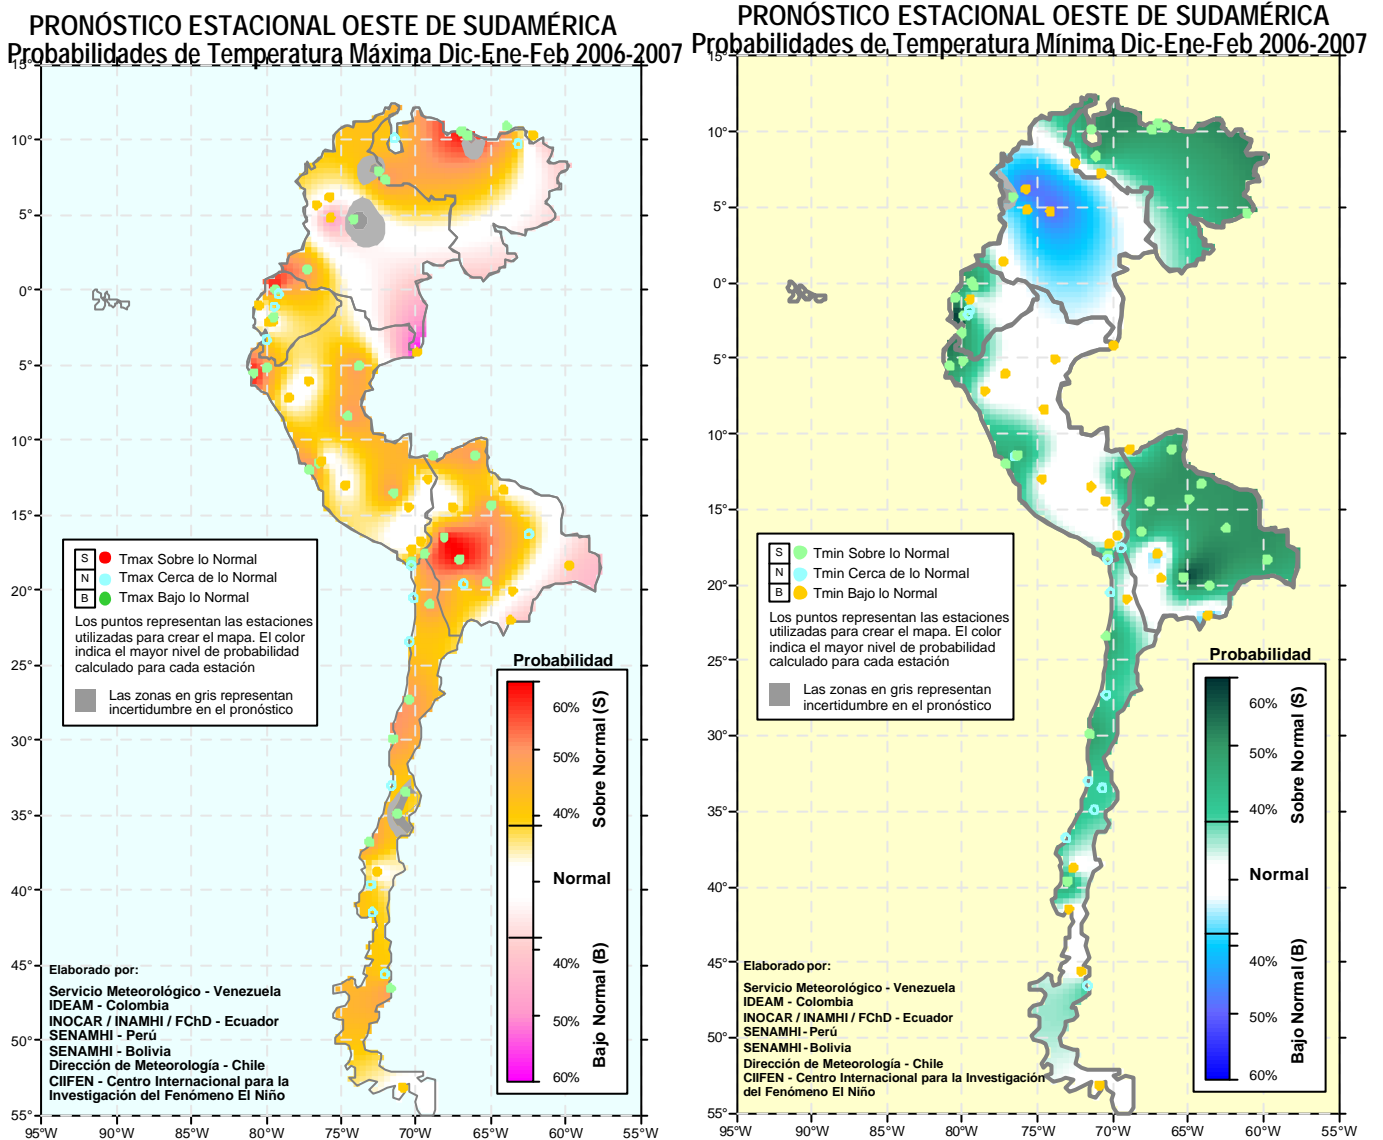 PRONÓSTICO ESTACIONAL OESTE DE SUDAMÉRICA
Probabilidades de Temperatura Máxima Dic-Ene-Feb 2006-2007
15°
10°
5°
0°
5°
10°
15°
20°
25°
30°
35°
40°
45°
50°
55°
95°W
90°W
85°W
80°W
75°W
70°W
65°W
60°W
55°W
S Tmax Sobre lo Normal
N Tmax Cerca de lo Normal
B Tmax Bajo lo Normal
Los puntos representan las estaciones
utilizadas para crear el mapa. El color
indica el mayor nivel de probabilidad
calculado para cada estación
Las zonas en gris representan
incertidumbre en el pronóstico
Probabilidad
60%
50%
40%
Sobre Normal (S)
Normal
40%
50%
60%
Bajo Normal (B)
Elaborado por:
Servicio Meteorológico - Venezuela
IDEAM - Colombia
INOCAR / INAMHI / FChD - Ecuador
SENAMHI - Perú
SENAMHI - Bolivia
Dirección de Meteorología - Chile
CIIFEN - Centro Internacional para la
Investigación del Fenómeno El Niño
PRONÓSTICO ESTACIONAL OESTE DE SUDAMÉRICA
Probabilidades de Temperatura Mínima Dic-Ene-Feb 2006-2007
15°
10°
5°
0°
5°
10°
15°
20°
25°
30°
35°
40°
45°
50°
55°
95°W
90°W
85°W
80°W
75°W
70°W
65°W
60°W
55°W
S Tmin Sobre lo Normal
N Tmin Cerca de lo Normal
B Tmin Bajo lo Normal
Los puntos representan las estaciones
utilizadas para crear el mapa. El color
indica el mayor nivel de probabilidad
calculado para cada estación
Las zonas en gris representan
incertidumbre en el pronóstico
Probabilidad
60%
50%
40%
Sobre Normal (S)
Normal
40%
50%
60%
Bajo Normal (B)
Elaborado por:
Servicio Meteorológico - Venezuela
IDEAM - Colombia
INOCAR / INAMHI / FChD - Ecuador
SENAMHI - Perú
SENAMHI - Bolivia
Dirección de Meteorología - Chile
CIIFEN - Centro Internacional para la Investigación
del Fenómeno El Niño